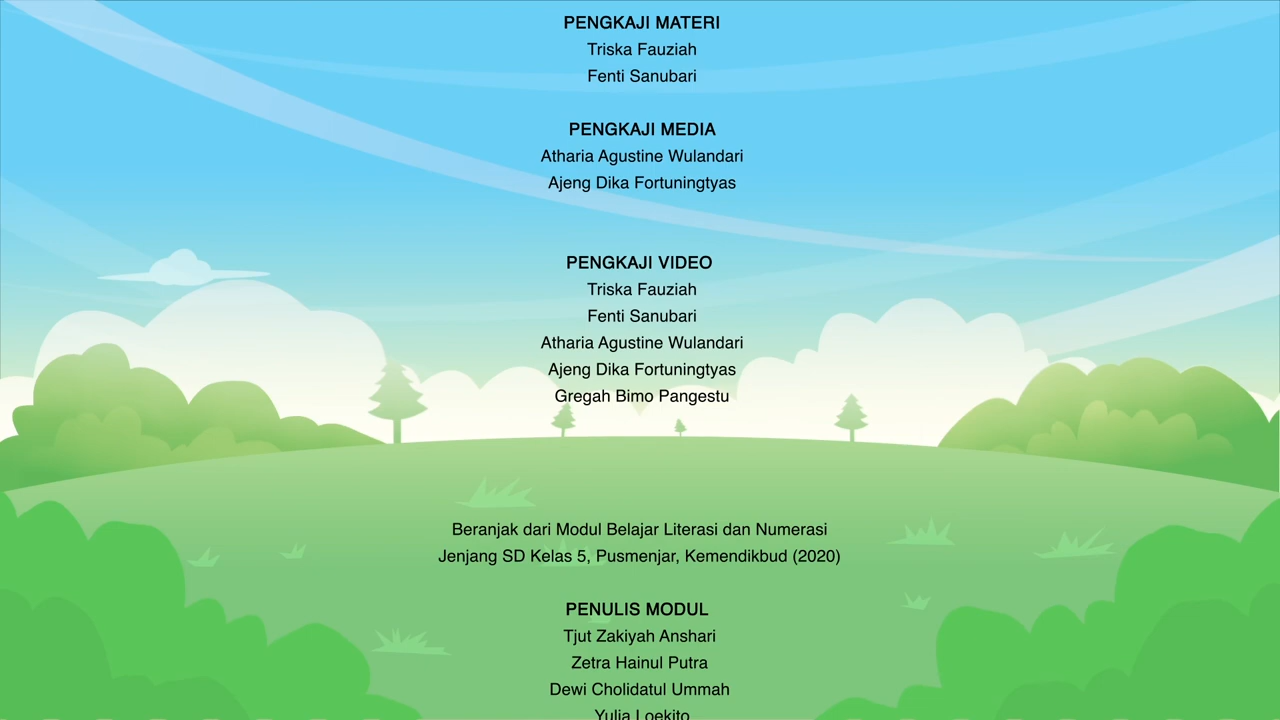 PENGKAJI MATERI
Triska Fauziah
Fenti Sanubari
PENGKAJI MEDIA
Atharia Agustine Wulandari
Ajeng Dika Fortuningtyas
PENGKAJI VIDEO
Triska Fauziah
Fenti Sanubari
Atharia Agustine Wulandari
Ajeng Dika Fortuningtyas
Gregah Bimo Pangestu
Beranjak dari Modul Belajar Literasi dan Numerasi
Jenjang SD Kelas 5, Pusmenjar, Kemendikbud (2020)
PENULIS MODUL
Tjut Zakiyah Anshari
Zetra Hainul Putra
Dewi Cholidatul Ummah
Yulia Loekito